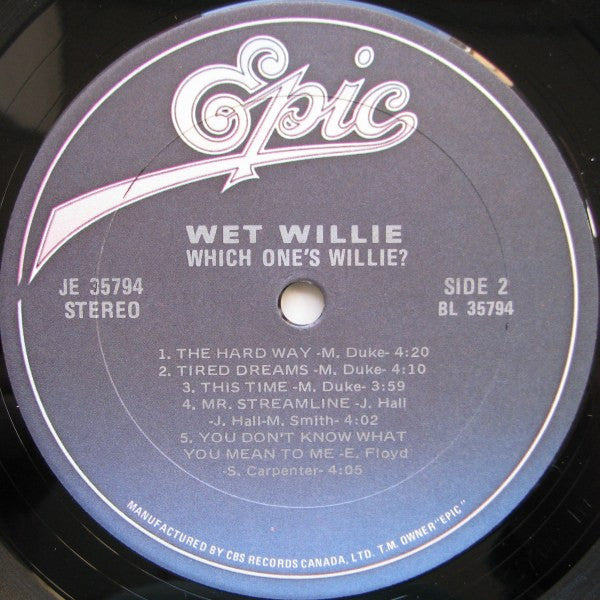 Epic
WET WILLIE
WHICH ONE'S WILLIE?
JE 35794
STEREO
SIDE 2
BL 35794
1. THE HARD WAY -M. Duke- 4:20
2. TIRED DREAMS -M. Duke- 4:10
3. THIS TIME -M. Duke- 3:59
4. MR. STREAMLINE -J. Hall
-J. Hall-M. Smith- 4:02
5. YOU DON'T KNOW WHAT
YOU MEAN TO ME -E. Floyd
-S. Carpenter- 4:05
MANUFACTURED BY CBS RECORDS CANADA, LTD. T.M. OWNER "EPIC"